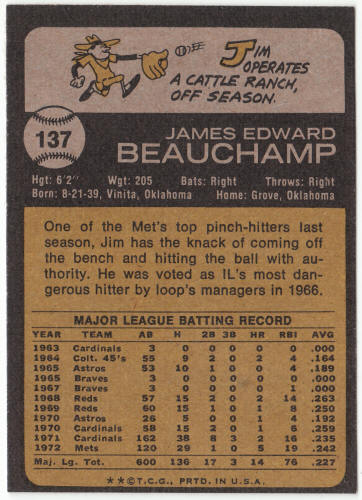 JIM
OPERATES
A CATTLE RANCH,
OFF SEASON.
137
JAMES EDWARD
BEAUCHAMP
Hgt: 6'2" Wgt: 205 Bats: Right Throws: Right
Born: 8-21-39, Vinita, Oklahoma Home: Grove, Oklahoma
One of the Met's top pinch-hitters last
season, Jim has the knack of coming off
the bench and hitting the ball with au-
thority. He was voted as IL's most dan-
gerous hitter by loop's managers in 1966.
MAJOR LEAGUE BATTING RECORD
YEAR TEAM AB H 2B 3B HR RBI AVG
1963 Cardinals 3 0 0 0 0 0 .000
1964 Colt. 45's 55 9 2 0 2 4 .164
1965 Astros 53 10 1 0 0 4 .189
1965 Braves 3 0 0 0 0 0 .000
1967 Braves 3 0 0 0 0 1 .000
1968 Reds 57 15 2 0 2 14 .263
1969 Reds 60 15 1 0 1 8 .250
1970 Astros 26 5 0 0 1 4 .192
1970 Cardinals 58 15 2 0 1 6 .259
1971 Cardinals 162 38 8 3 2 16 .235
1972 Mets 120 29 1 0 5 19 .242
Maj. Lg. Tot. 600 136 17 3 14 76 .227
**© T.C.G., PRTD. IN U.S.A.